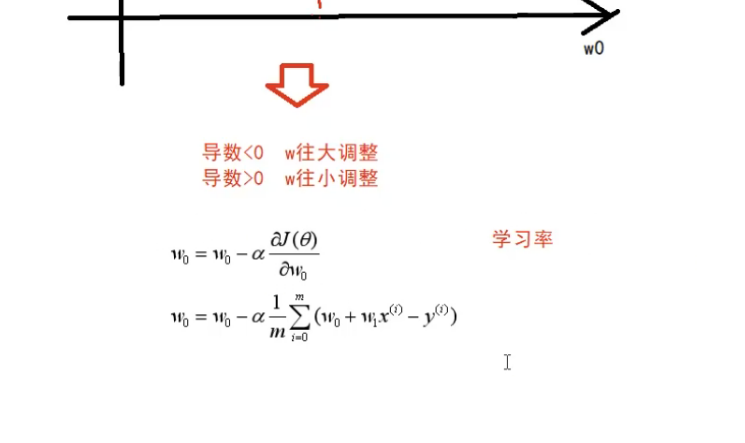 w0
导数<0 w往大调整
导数>0 w往小调整
w₀ = w₀ − α ∂J(θ)/∂w₀
学习率
w₀ = w₀ − α 1/m ∑_{i=0}^{m} (w₀ + w₁x⁽ⁱ⁾ − y⁽ⁱ⁾)